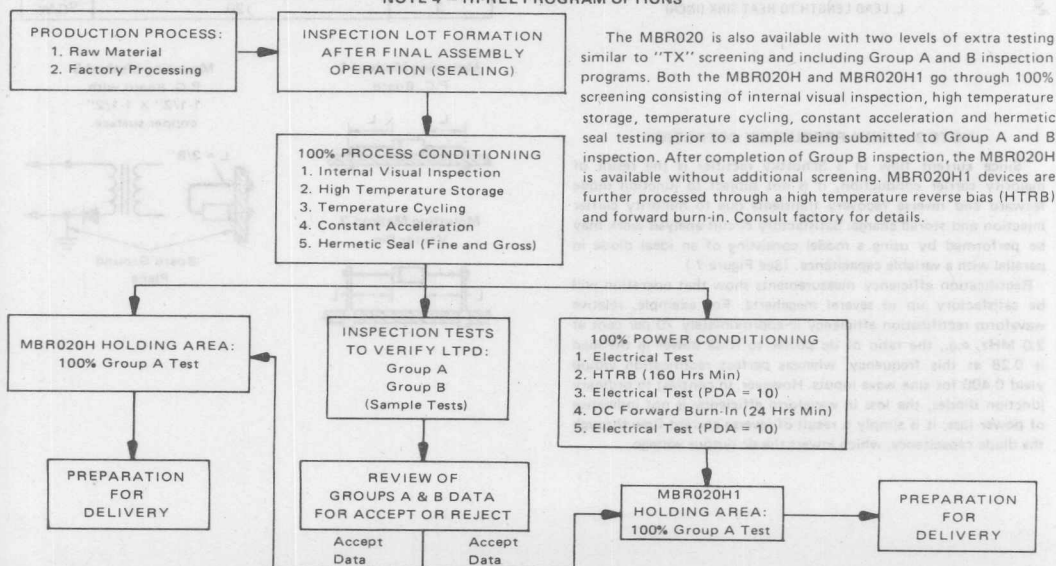 L, LEAD LENGTH TO HEAT SINK (INCH)
PRODUCTION PROCESS:
1. Raw Material
2. Factory Processing
INSPECTION LOT FORMATION
AFTER FINAL ASSEMBLY
OPERATION (SEALING)
The MBR020 is also available with two levels of extra testing
similar to "TX" screening and including Group A and B inspection
programs. Both the MBR020H and MBR020H1 go through 100%
screening consisting of internal visual inspection, high temperature
storage, temperature cycling, constant acceleration and hermetic
seal testing prior to a sample being submitted to Group A and B
inspection. After completion of Group B inspection, the MBR020H
is available without additional screening. MBR020H1 devices are
further processed through a high temperature reverse bias (HTRB)
and forward burn-in. Consult factory for details.
100% PROCESS CONDITIONING
1. Internal Visual Inspection
2. High Temperature Storage
3. Temperature Cycling
4. Constant Acceleration
5. Hermetic Seal (Fine and Gross)
MBR020H HOLDING AREA:
100% Group A Test
INSPECTION TESTS
TO VERIFY LTPD:
Group A
Group B
(Sample Tests)
100% POWER CONDITIONING
1. Electrical Test
2. HTRB (160 Hrs Min)
3. Electrical Test (PDA = 10)
4. DC Forward Burn-In (24 Hrs Min)
5. Electrical Test (PDA = 10)
PREPARATION
FOR
DELIVERY
REVIEW OF
GROUPS A & B DATA
FOR ACCEPT OR REJECT
MBR020H1
HOLDING AREA:
100% Group A Test
PREPARATION
FOR
DELIVERY
Accept
Data
Accept
Data